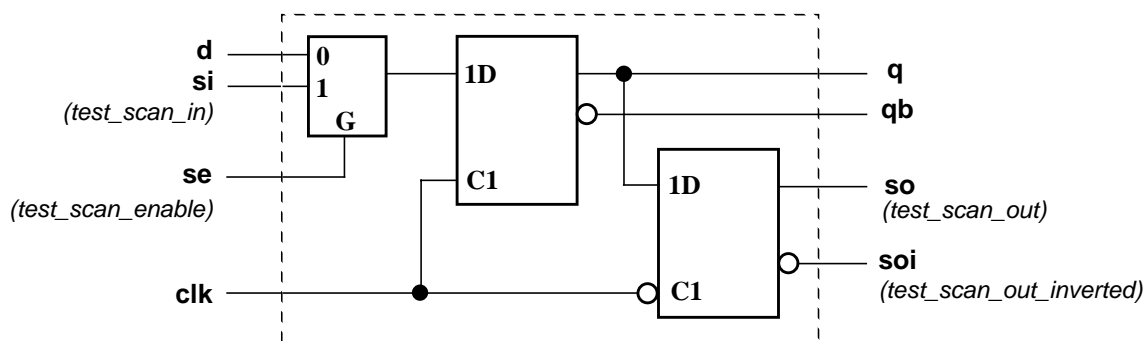 d
0
si
1
(test_scan_in)
G
1D
q
qb
se
(test_scan_enable)
C1
1D
so
(test_scan_out)
clk
C1
soi
(test_scan_out_inverted)